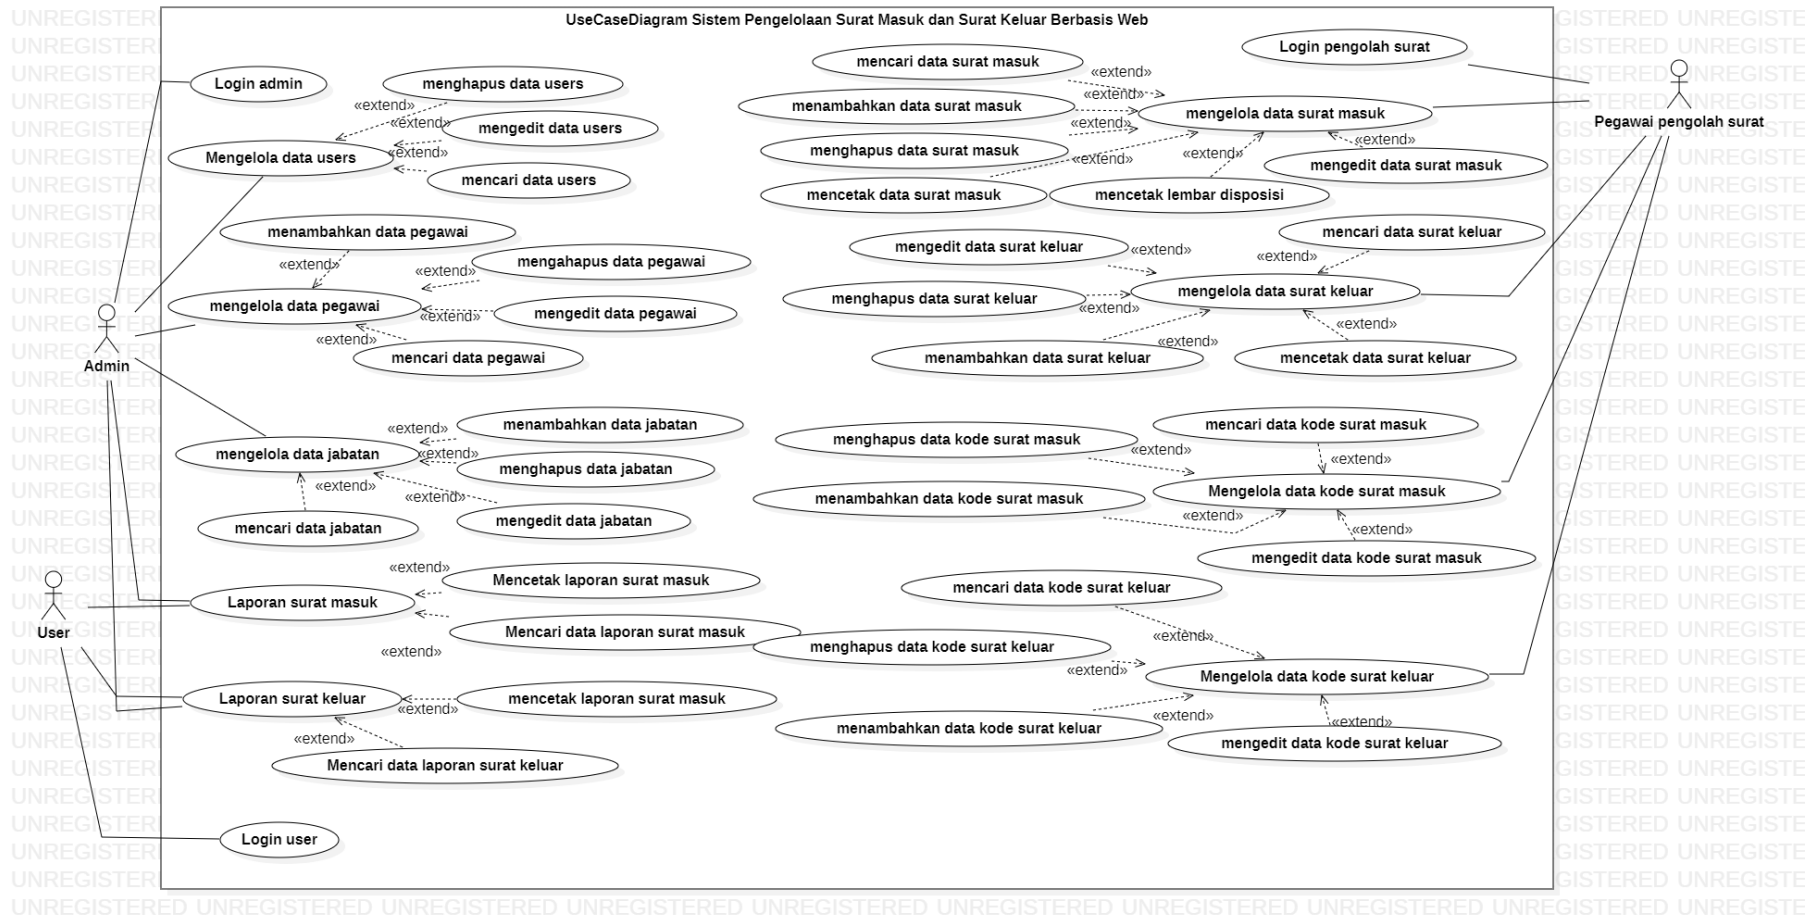 UseCaseDiagram Sistem Pengelolaan Surat Masuk dan Surat Keluar Berbasis Web
Login admin
menghapus data users
«extend»
«extend»
mengedit data users
Mengelola data users
«extend»
mencari data users
menambahkan data pegawai
«extend»
mengahapus data pegawai
«extend»
mengelola data pegawai
mengedit data pegawai
«extend»
«extend»
mencari data pegawai
Admin
menambahkan data jabatan
«extend»
mengelola data jabatan
«extend»
menghapus data jabatan
«extend»
«extend»
mengedit data jabatan
mencari data jabatan
«extend»
Mencetak laporan surat masuk
Laporan surat masuk
User
Mencari data laporan surat masuk
«extend»
Laporan surat keluar
mencetak laporan surat masuk
«extend»
«extend»
Mencari data laporan surat keluar
Login user
Login pengolah surat
mencari data surat masuk
«extend»
«extend»
menambahkan data surat masuk
mengelola data surat masuk
«extend»
Pegawai pengolah surat
menghapus data surat masuk
«extend»
«extend»
«extend»
mengedit data surat masuk
mencetak data surat masuk
mencetak lembar disposisi
mencari data surat keluar
mengedit data surat keluar
«extend»
«extend»
mengelola data surat keluar
menghapus data surat keluar
«extend»
«extend»
«extend»
menambahkan data surat keluar
mencetak data surat keluar
mencari data kode surat masuk
menghapus data kode surat masuk
«extend»
«extend»
Mengelola data kode surat masuk
menambahkan data kode surat masuk
«extend»
«extend»
mengedit data kode surat masuk
mencari data kode surat keluar
«extend»
menghapus data kode surat keluar
«extend»
Mengelola data kode surat keluar
«extend»
«extend»
menambahkan data kode surat keluar
mengedit data kode surat keluar
UNREGISTERED UNREGISTERED UNREGISTERED UNREGISTERED UNREGISTERED UNREGISTERED UNREGISTERED UNREGISTERED UNREGISTERED UNREGISTERE